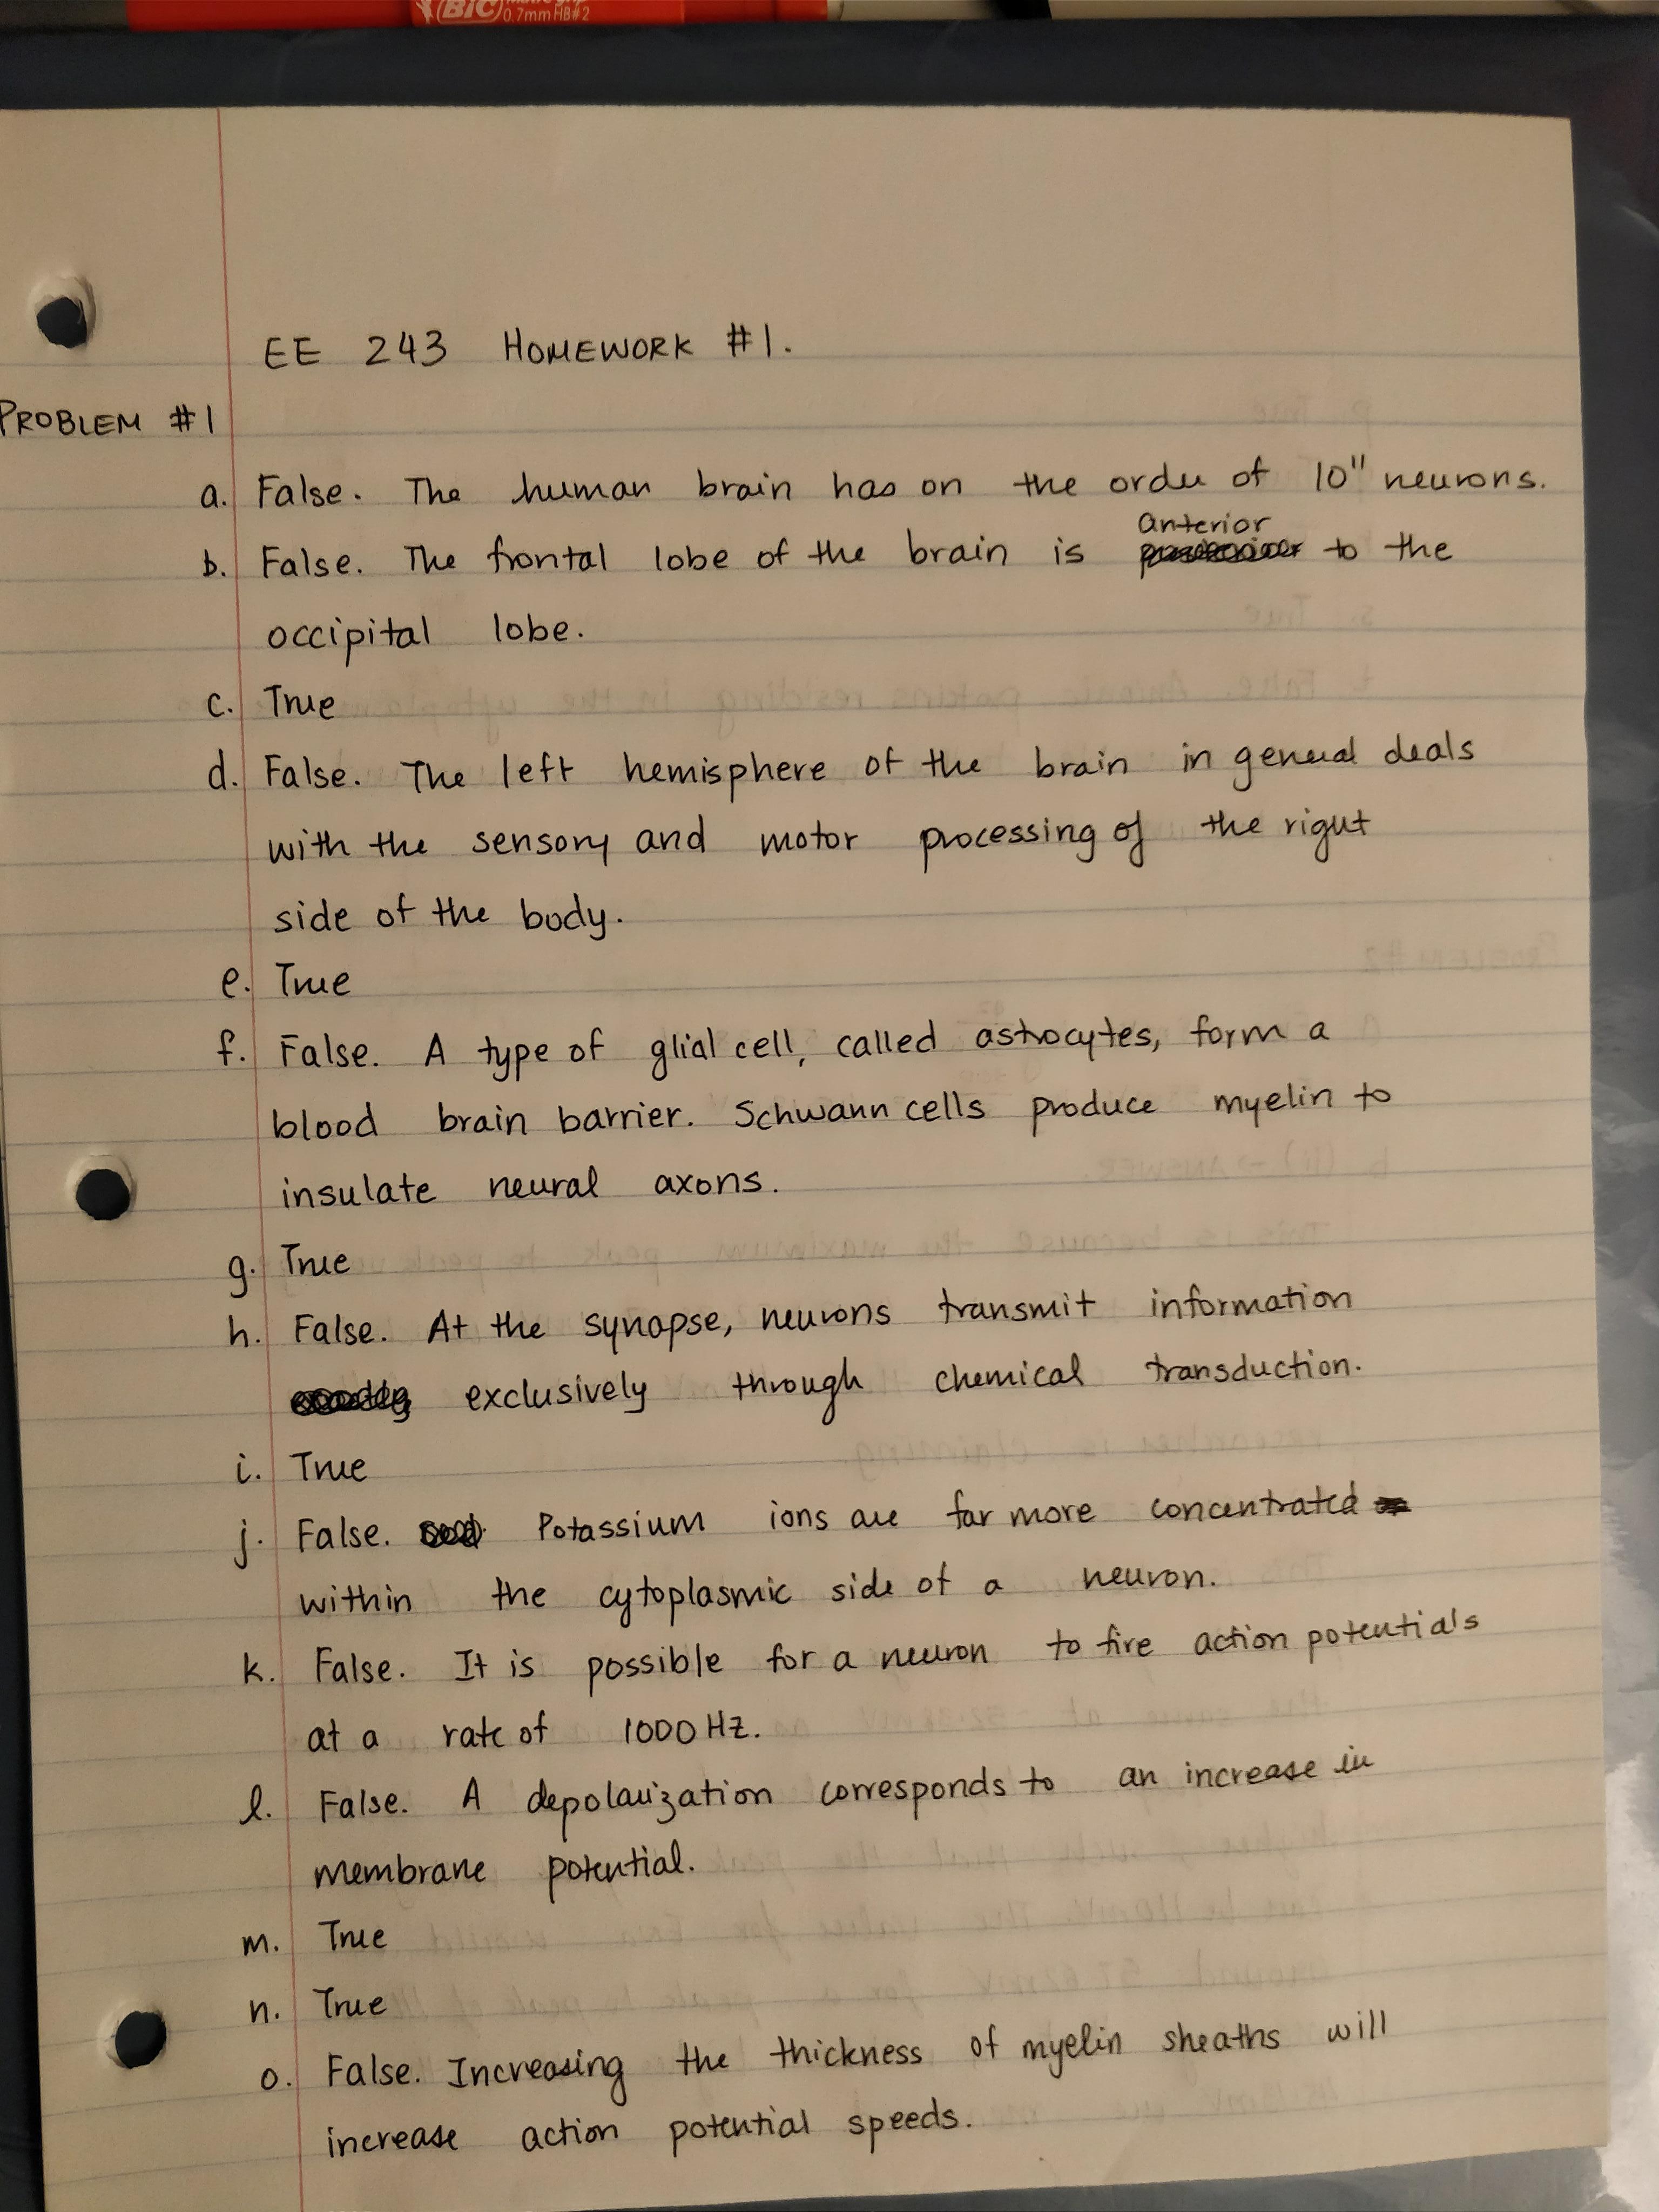 BIC
0.7mm HB#2
EE 243 HOMEWORK #1.
PROBLEM #1
a. False. The human brain has on the order of 10¹¹ neurons.
anterior
b. False. The frontal lobe of the brain is to the
occipital lobe.
c. True
d. False. The left hemisphere of the brain in general deals
with the sensory and motor processing of the right
side of the body.
e. True
f. False. A type of glial cell, called astrocytes, form a
blood brain barrier. Schwann cells produce myelin to
insulate neural axons.
g. True
h. False. At the synapse, neurons transmit information
exclusively through chemical transduction.
i. True
j. False. Potassium ions are far more concentrated
within the cytoplasmic side of a neuron.
k. False. It is possible for a neuron to fire action potentials
at a rate of 1000 Hz.
l. False. A depolarization corresponds to an increase in
membrane potential.
m. True
n. True
o. False. Increasing the thickness of myelin sheaths will
increase action potential speeds.